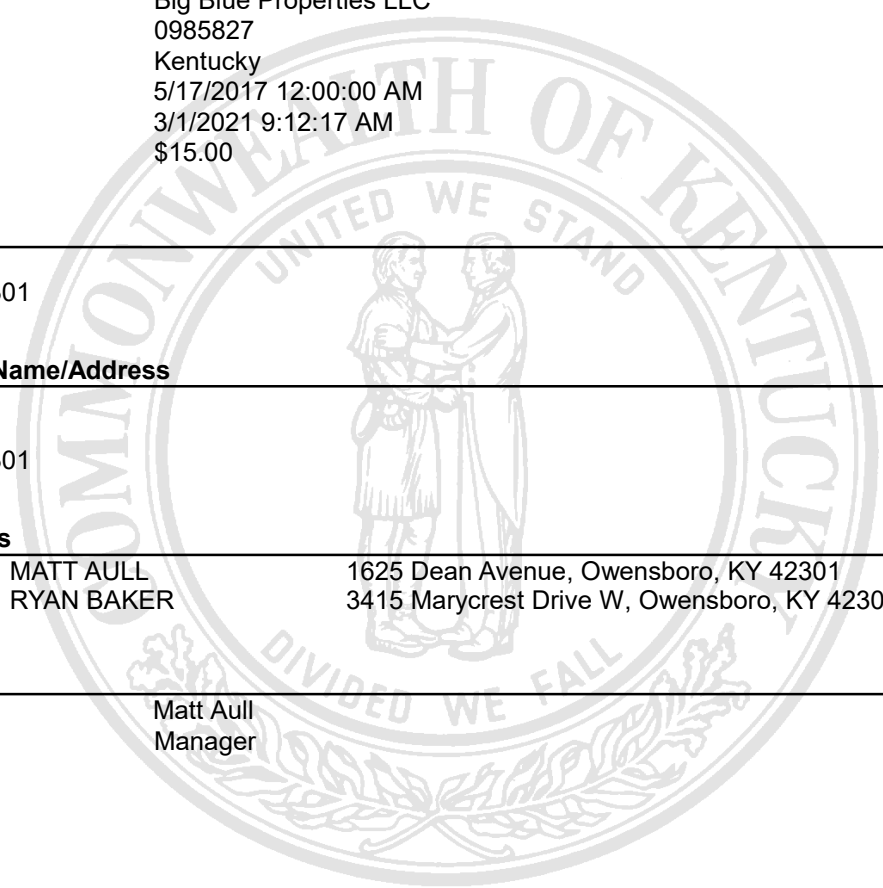 Big Blue Properties LLC
0985827
Kentucky
5/17/2017 12:00:00 AM
3/1/2021 9:12:17 AM
$15.00
COMMONWEALTH OF KENTUCKY
UNITED WE STAND
DIVIDED WE FALL
01
Name/Address
01
s
MATT AULL 1625 Dean Avenue, Owensboro, KY 42301
RYAN BAKER 3415 Marycrest Drive W, Owensboro, KY 4230
Matt Aull
Manager